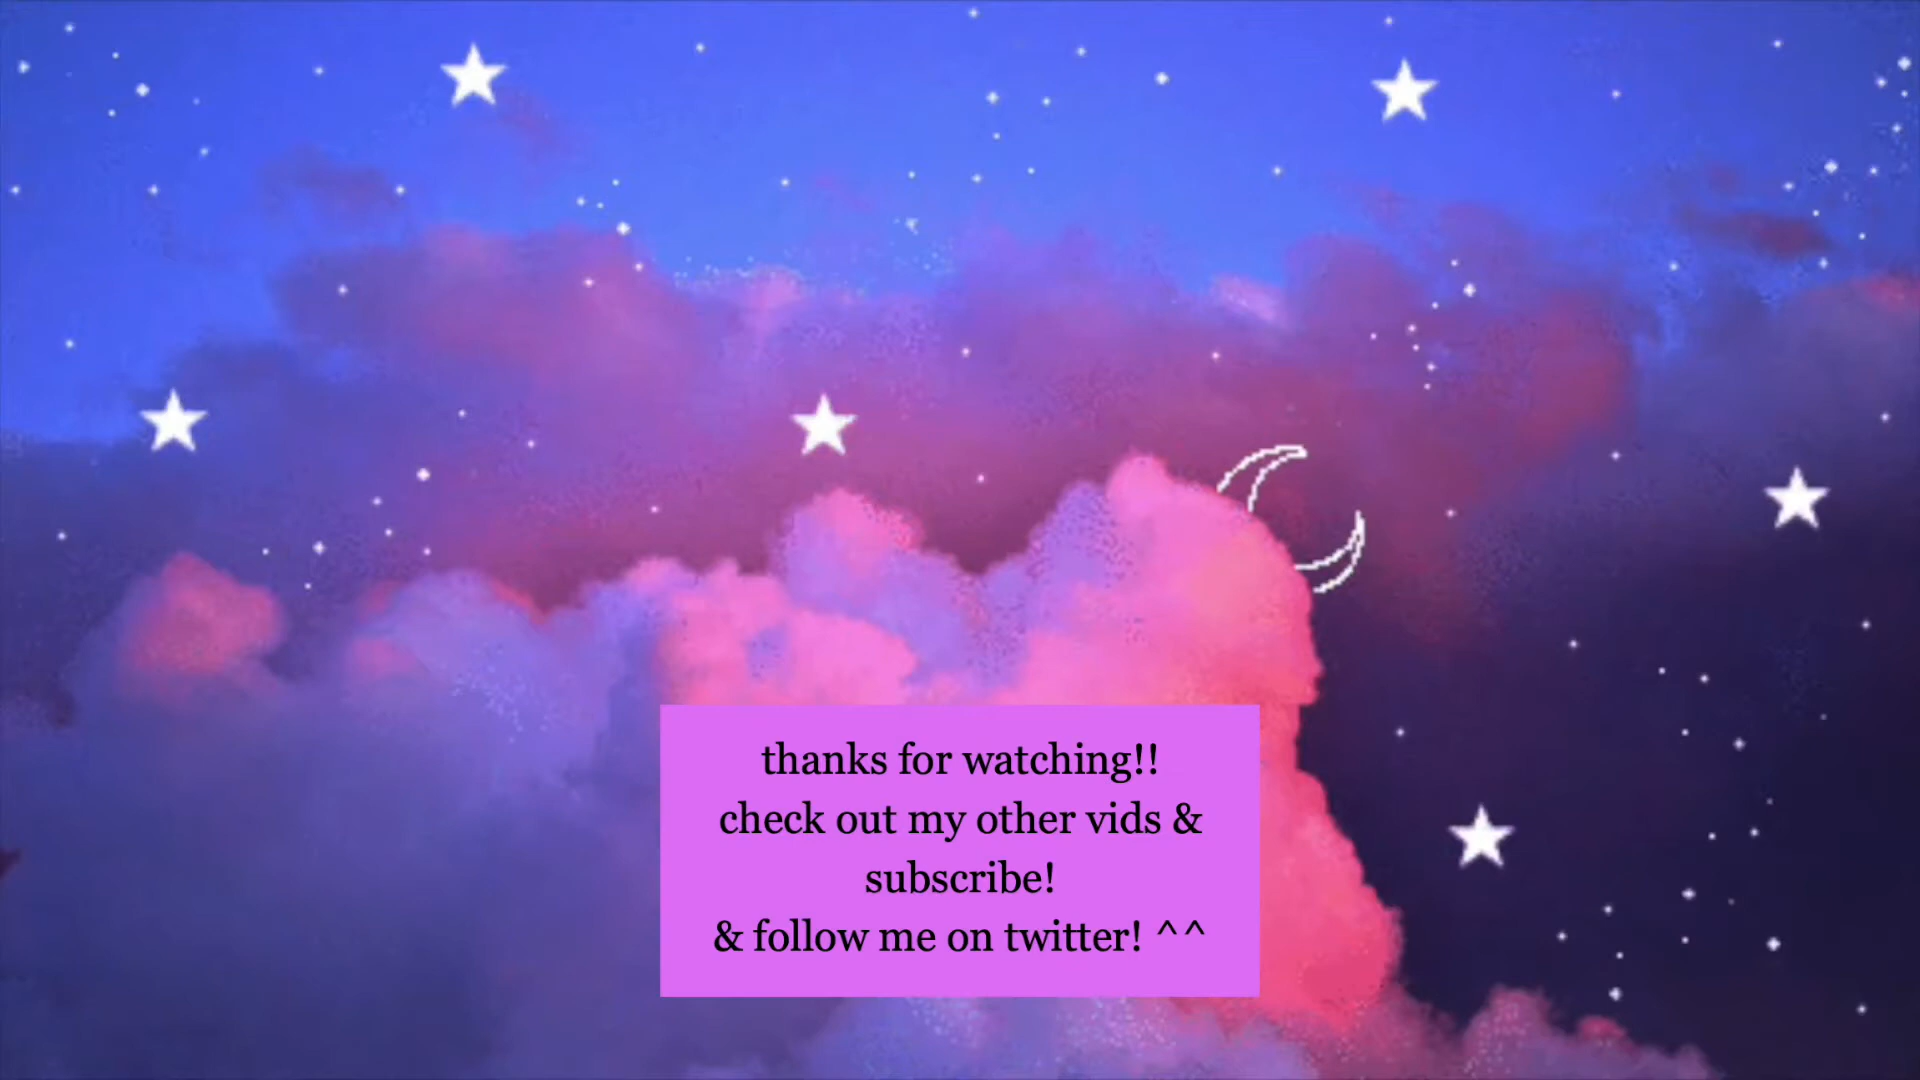 thanks for watching!!
check out my other vids &
subscribe!
& follow me on twitter! ^^